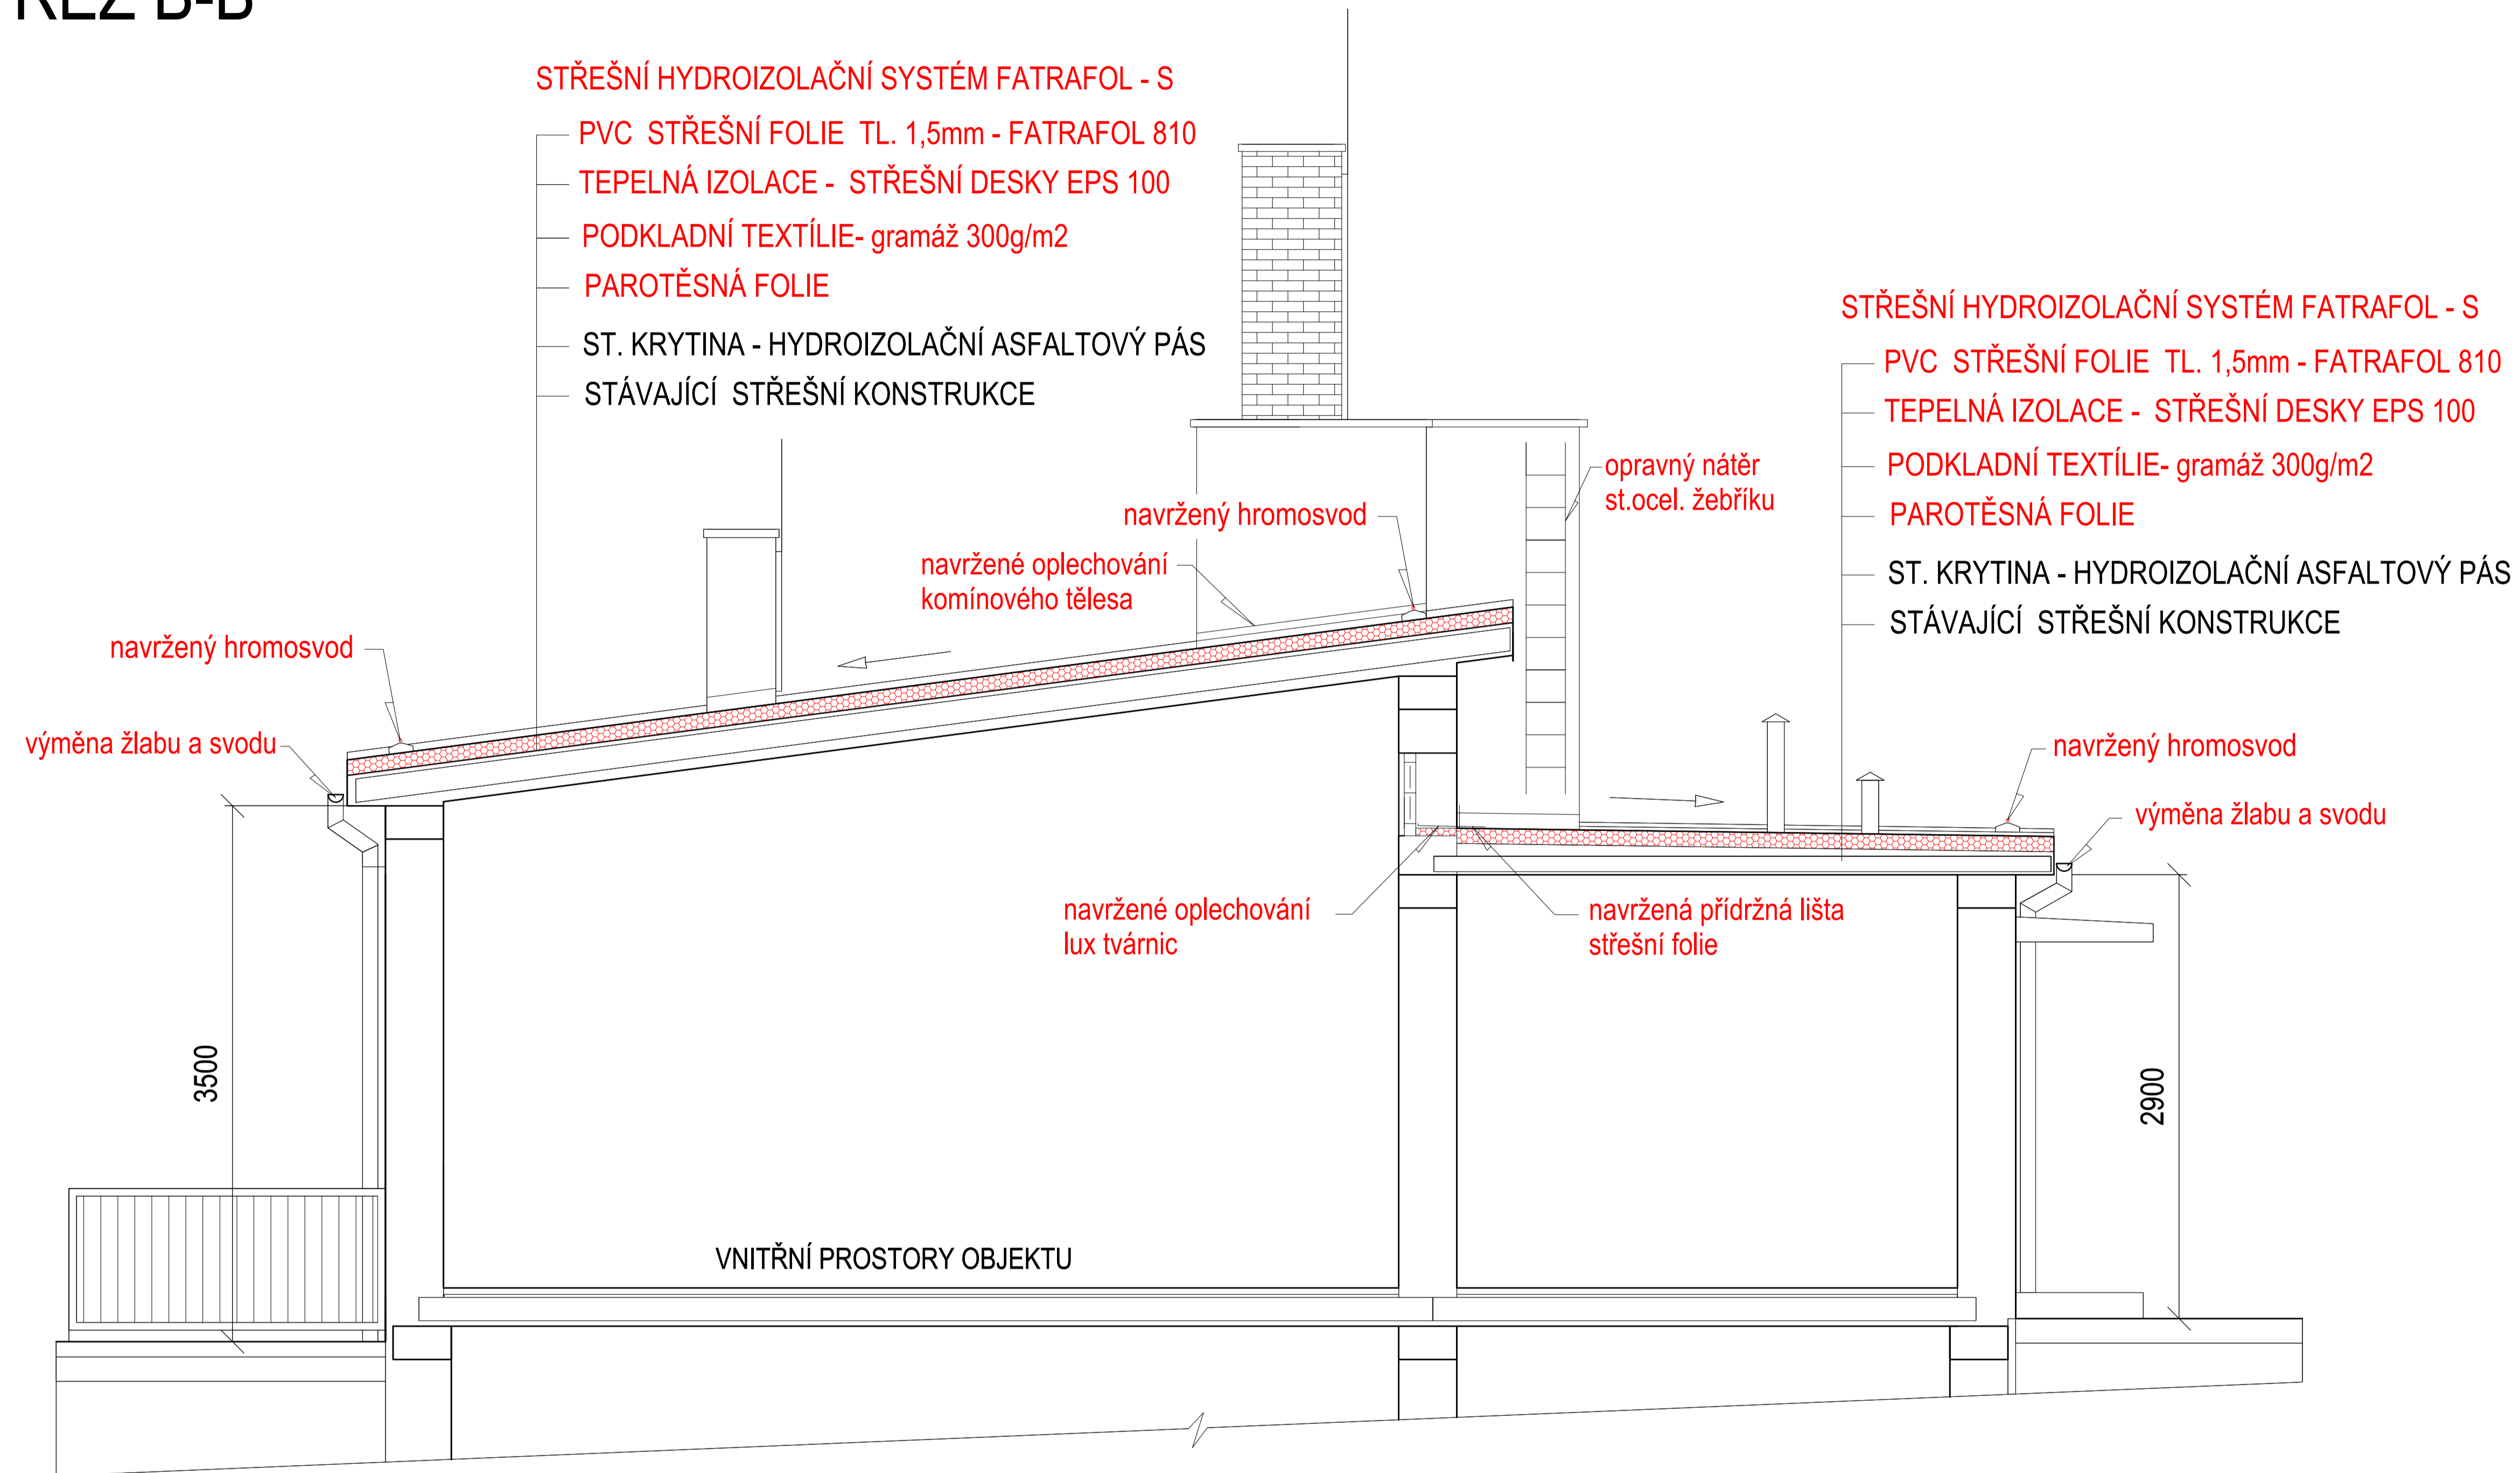 ŘEZ B-B
STŘEŠNÍ HYDROIZOLAČNÍ SYSTÉM FATRAFOL - S
PVC STŘEŠNÍ FOLIE TL. 1,5mm - FATRAFOL 810
TEPELNÁ IZOLACE - STŘEŠNÍ DESKY EPS 100
PODKLADNÍ TEXTÍLIE- gramáž 300g/m2
PAROTĚSNÁ FOLIE
ST. KRYTINA - HYDROIZOLAČNÍ ASFALTOVÝ PÁS
STÁVAJÍCÍ STŘEŠNÍ KONSTRUKCE
STŘEŠNÍ HYDROIZOLAČNÍ SYSTÉM FATRAFOL - S
PVC STŘEŠNÍ FOLIE TL. 1,5mm - FATRAFOL 810
TEPELNÁ IZOLACE - STŘEŠNÍ DESKY EPS 100
PODKLADNÍ TEXTÍLIE- gramáž 300g/m2
PAROTĚSNÁ FOLIE
ST. KRYTINA - HYDROIZOLAČNÍ ASFALTOVÝ PÁS
STÁVAJÍCÍ STŘEŠNÍ KONSTRUKCE
opravný nátěr
st.ocel. žebříku
navržený hromosvod
navržené oplechování
komínového tělesa
navržený hromosvod
výměna žlabu a svodu
navržený hromosvod
výměna žlabu a svodu
navržené oplechování
lux tvárnic
navržená přídržná lišta
střešní folie
3500
2900
VNITŘNÍ PROSTORY OBJEKTU